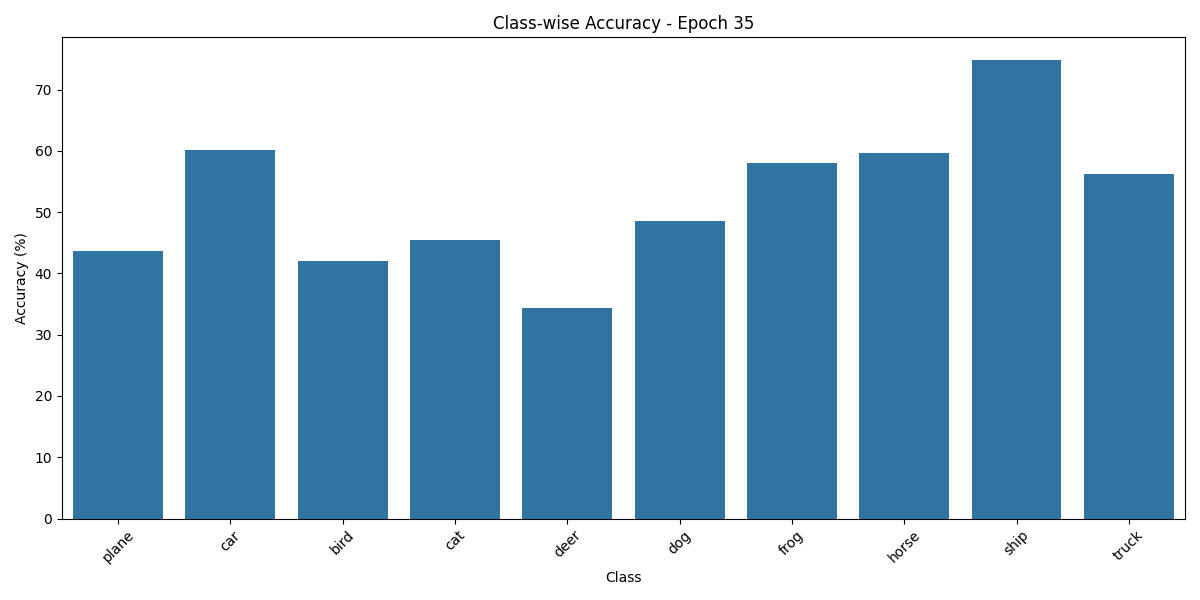 Class-wise Accuracy - Epoch 35
Accuracy (%)
70
60
50
40
30
20
10
0
plane
car
bird
cat
deer
dog
frog
horse
ship
truck
Class